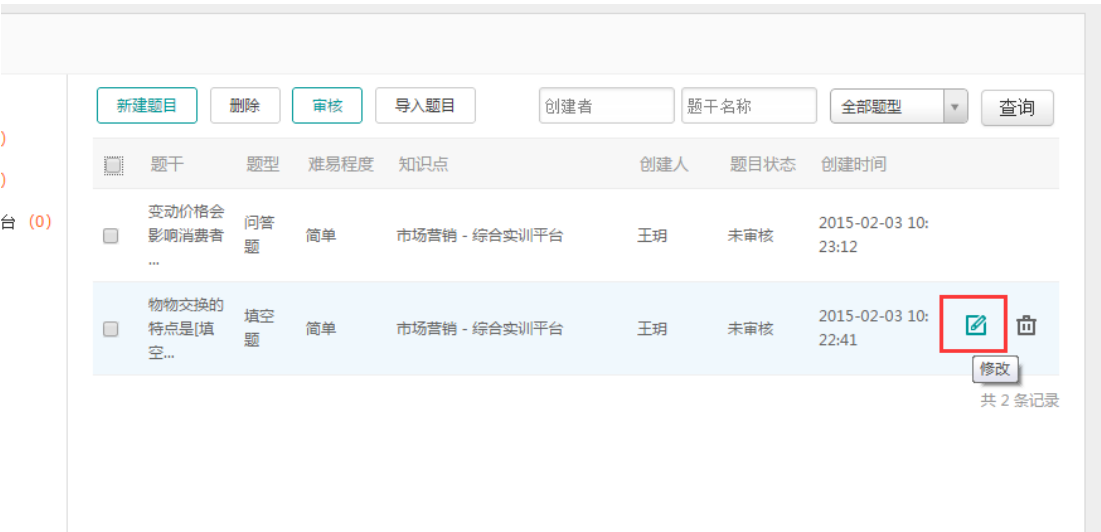 新建题目 删除 审核 导入题目 创建者 题干名称 全部题型 查询
)
题干 题型 难易程度 知识点 创建人 题目状态 创建时间
)
台 (0)
变动价格会
影响消费者
...
问答
题
简单
市场营销 - 综合实训平台
王玥
未审核
2015-02-03 10:
23:12
物物交换的
特点是[填
空...
填空
题
简单
市场营销 - 综合实训平台
王玥
未审核
2015-02-03 10:
22:41
修改
共 2 条记录